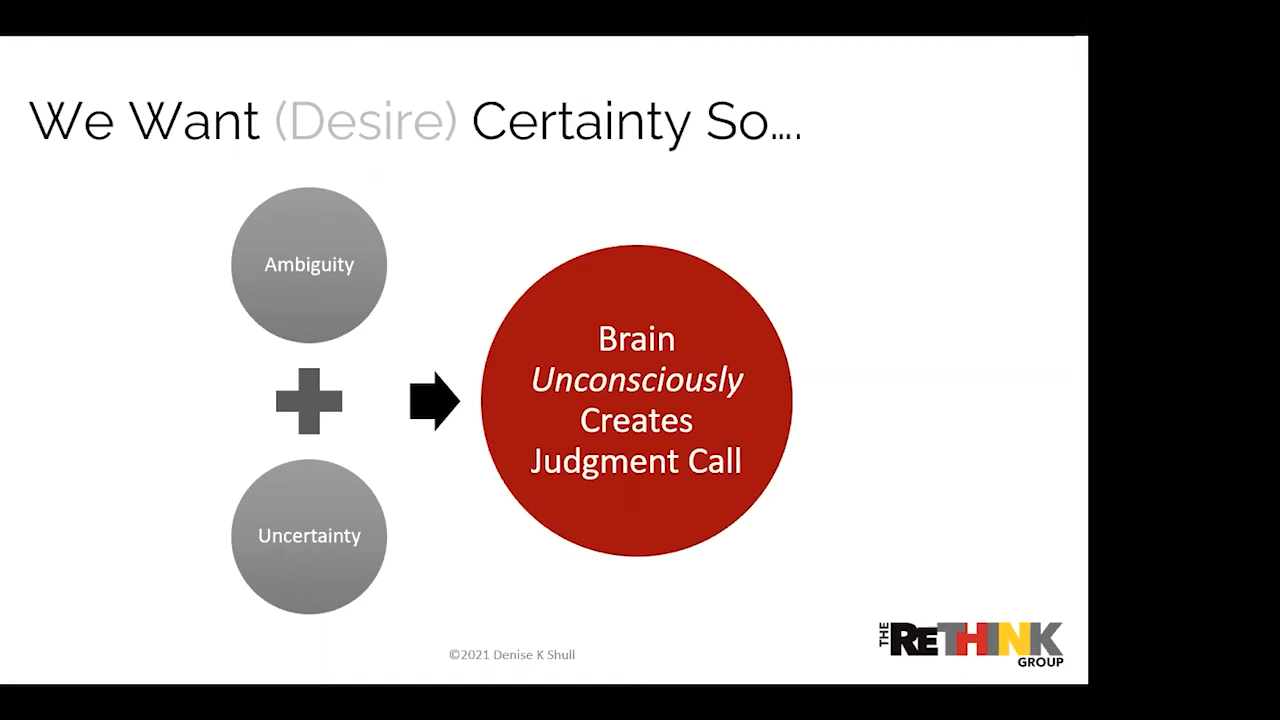 We Want (Desire) Certainty So….
Ambiguity
Uncertainty
Brain
Unconsciously
Creates
Judgment Call
©2021 Denise K Shull
THE
RETHINK
GROUP